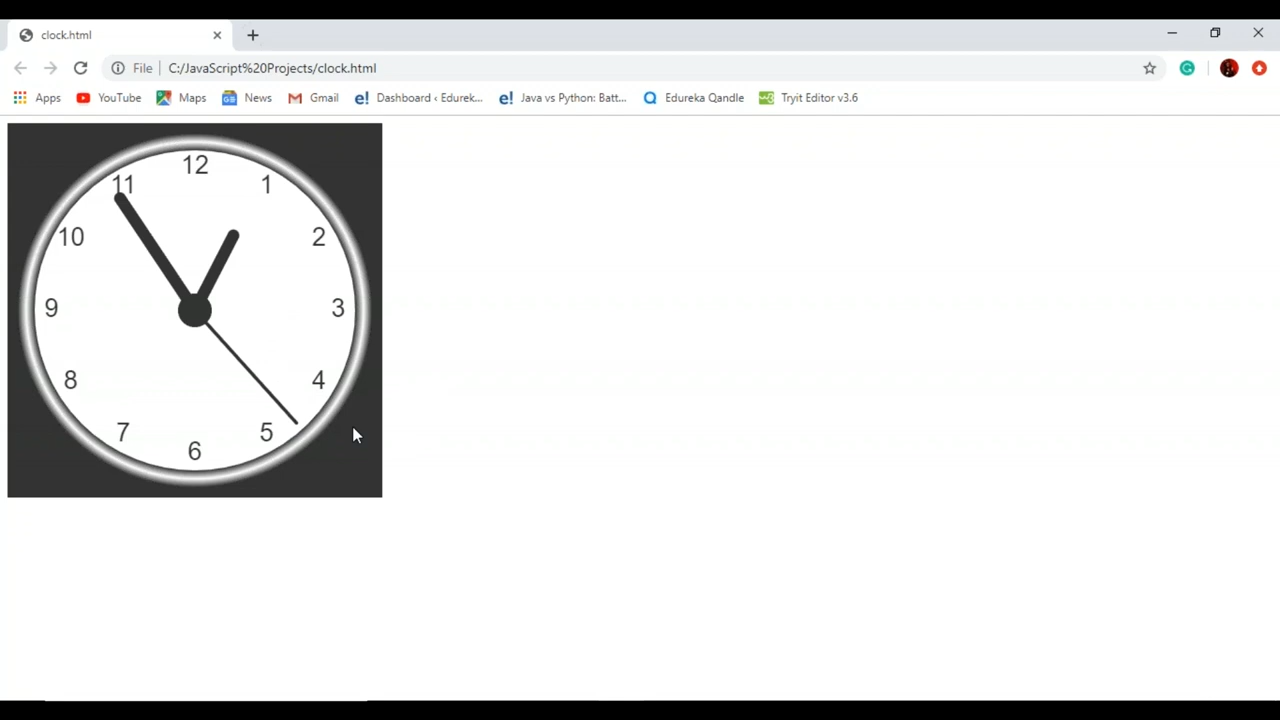 clock.html
File C:/JavaScript%20Projects/clock.html
Apps YouTube Maps News Gmail Dashboard ‹ Edurek... Java vs Python: Batt... Edureka Qandle Tryit Editor v3.6
12
11 1
10 2
9 3
8 4
7 5
6